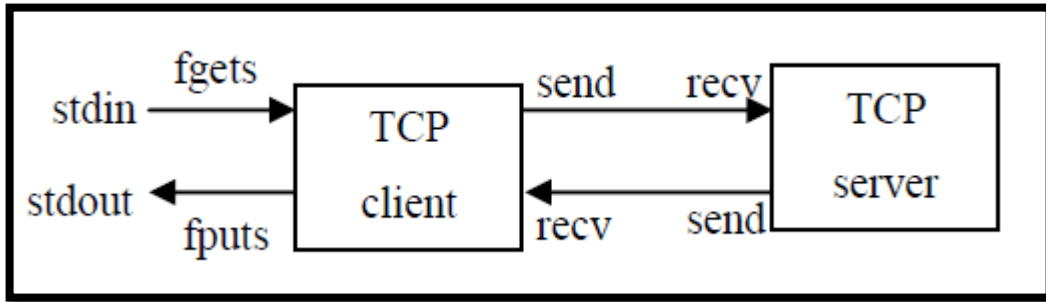 fgets
send recv
stdin
TCP
TCP
stdout
client
server
fputs
recv
send